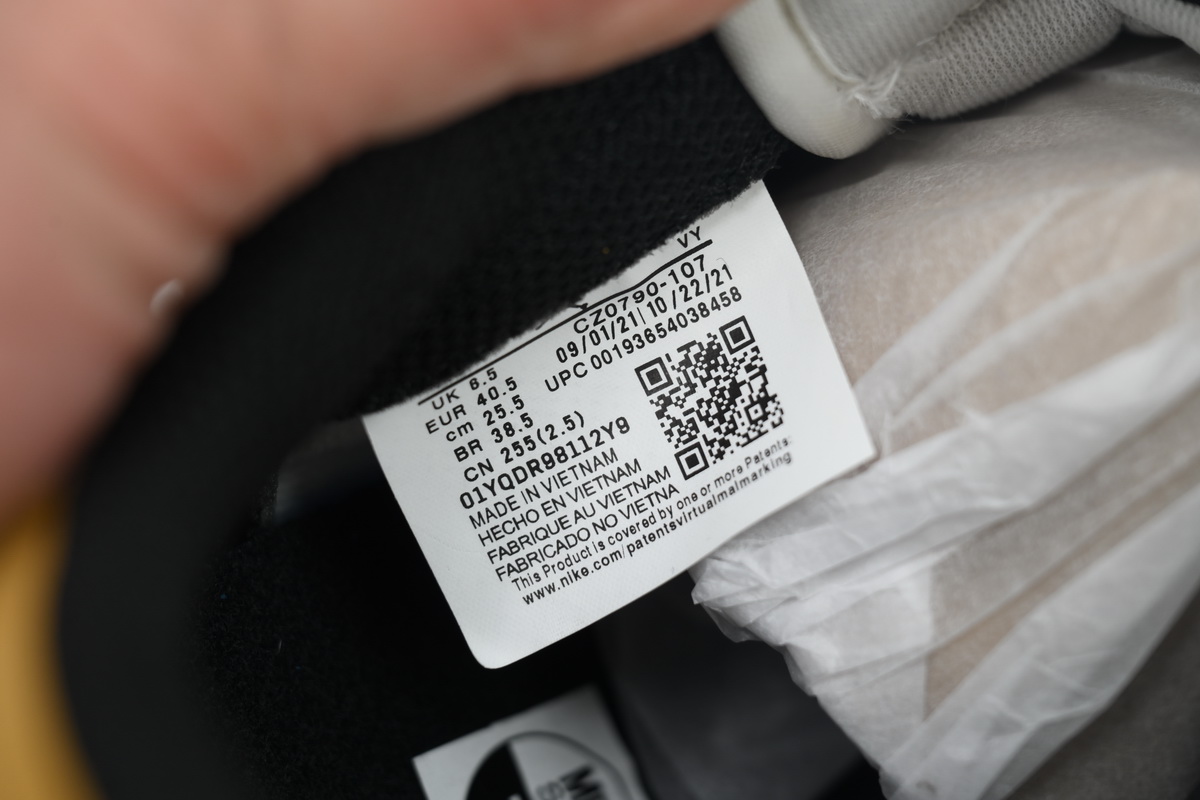 VY
CZ0790-107
09/01/21|10/22/21
UPC 00193654038458
UK 6.5
EUR 40.5
cm 25.5
BR 38.5
CN 255(2.5)
01YQDR98112Y9
MADE IN VIETNAM
HECHO EN VIETNAM
FABRIQUE AU VIETNAM
FABRICADO NO VIETNA
This Product is covered by one or more Patents:
www.nike.com/patentsvirtualmarking